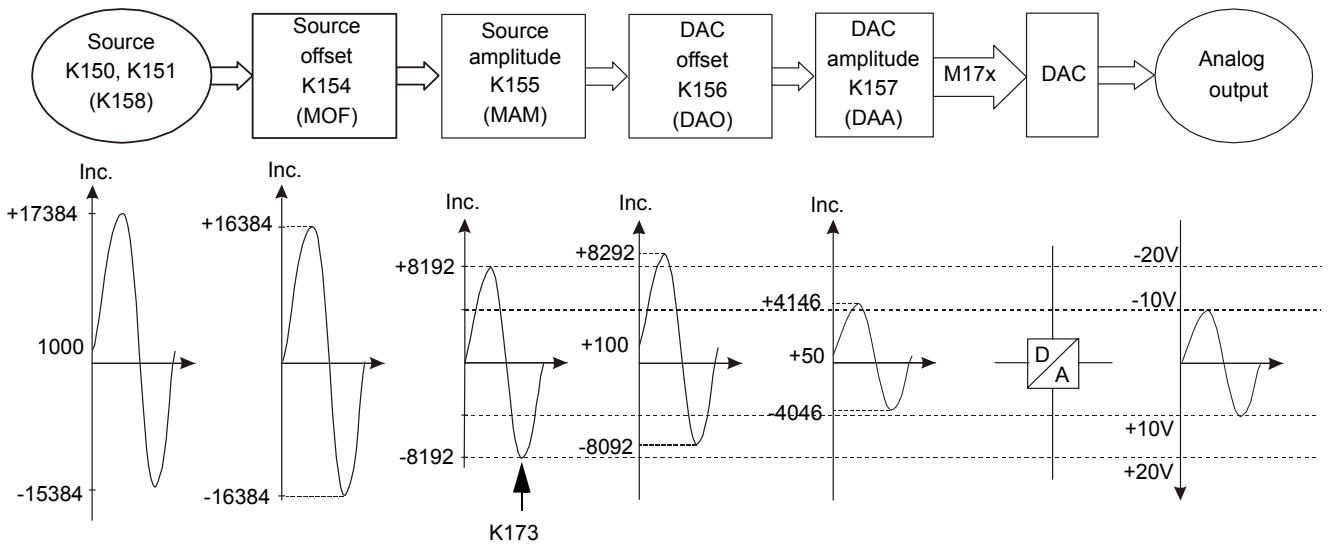 Source
K150, K151
(K158)
Source
offset
K154
(MOF)
Source
amplitude
K155
(MAM)
DAC
offset
K156
(DAO)
DAC
amplitude
K157
(DAA)
M17x
DAC
Analog
output
Inc.
+17384
1000
-15384
Inc.
+16384
-16384
Inc.
+8192
-8192
K173
Inc.
+8292
+100
-8092
Inc.
+4146
+50
-4046
D
A
-20V
-10V
+10V
+20V